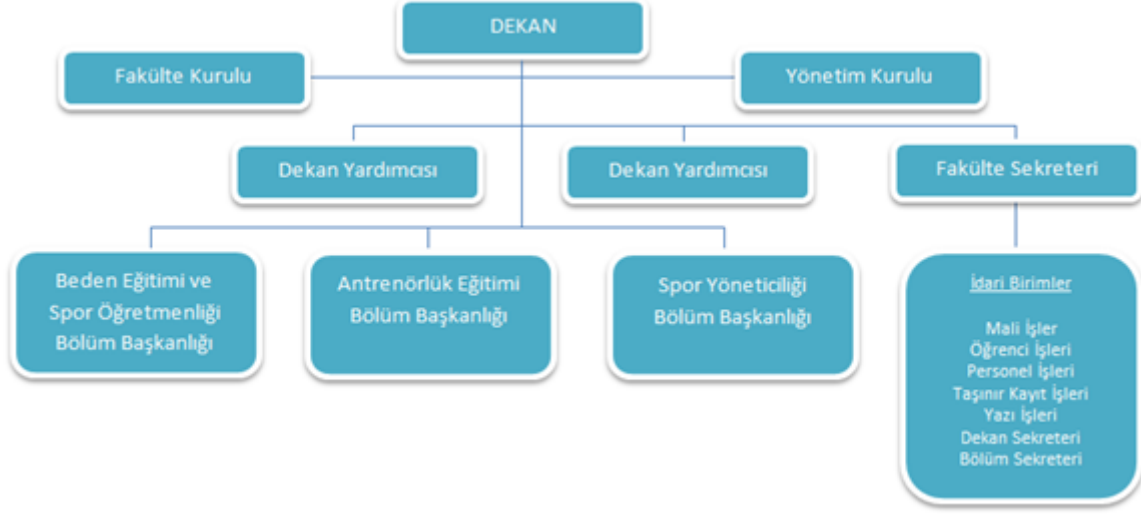 DEKAN
Fakülte Kurulu
Yönetim Kurulu
Dekan Yardımcısı
Dekan Yardımcısı
Fakülte Sekreteri
Beden Eğitimi ve
Spor Öğretmenliği
Bölüm Başkanlığı
Antrenörlük Eğitimi
Bölüm Başkanlığı
Spor Yöneticiliği
Bölüm Başkanlığı
İdari Birimler
Mali İşler
Öğrenci İşleri
Personel İşleri
Taşınır Kayıt İşleri
Yazı İşleri
Dekan Sekreteri
Bölüm Sekreteri